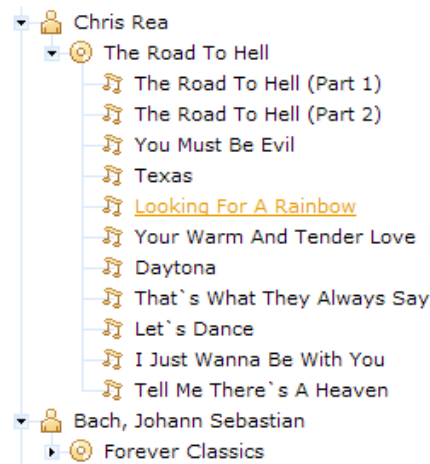 Chris Rea
The Road To Hell
The Road To Hell (Part 1)
The Road To Hell (Part 2)
You Must Be Evil
Texas
Looking For A Rainbow
Your Warm And Tender Love
Daytona
That`s What They Always Say
Let`s Dance
I Just Wanna Be With You
Tell Me There`s A Heaven
Bach, Johann Sebastian
Forever Classics